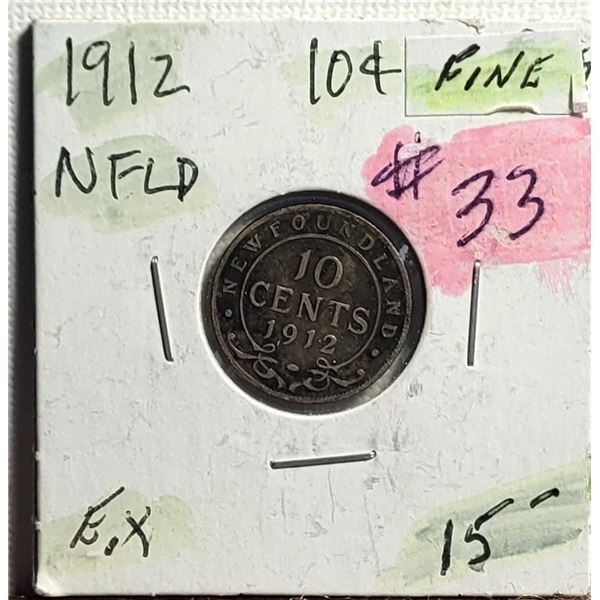 1912 10¢ FINE
NFLD
# 33
NEWFOUNDLAND
10
CENTS
1912
E.X 15-